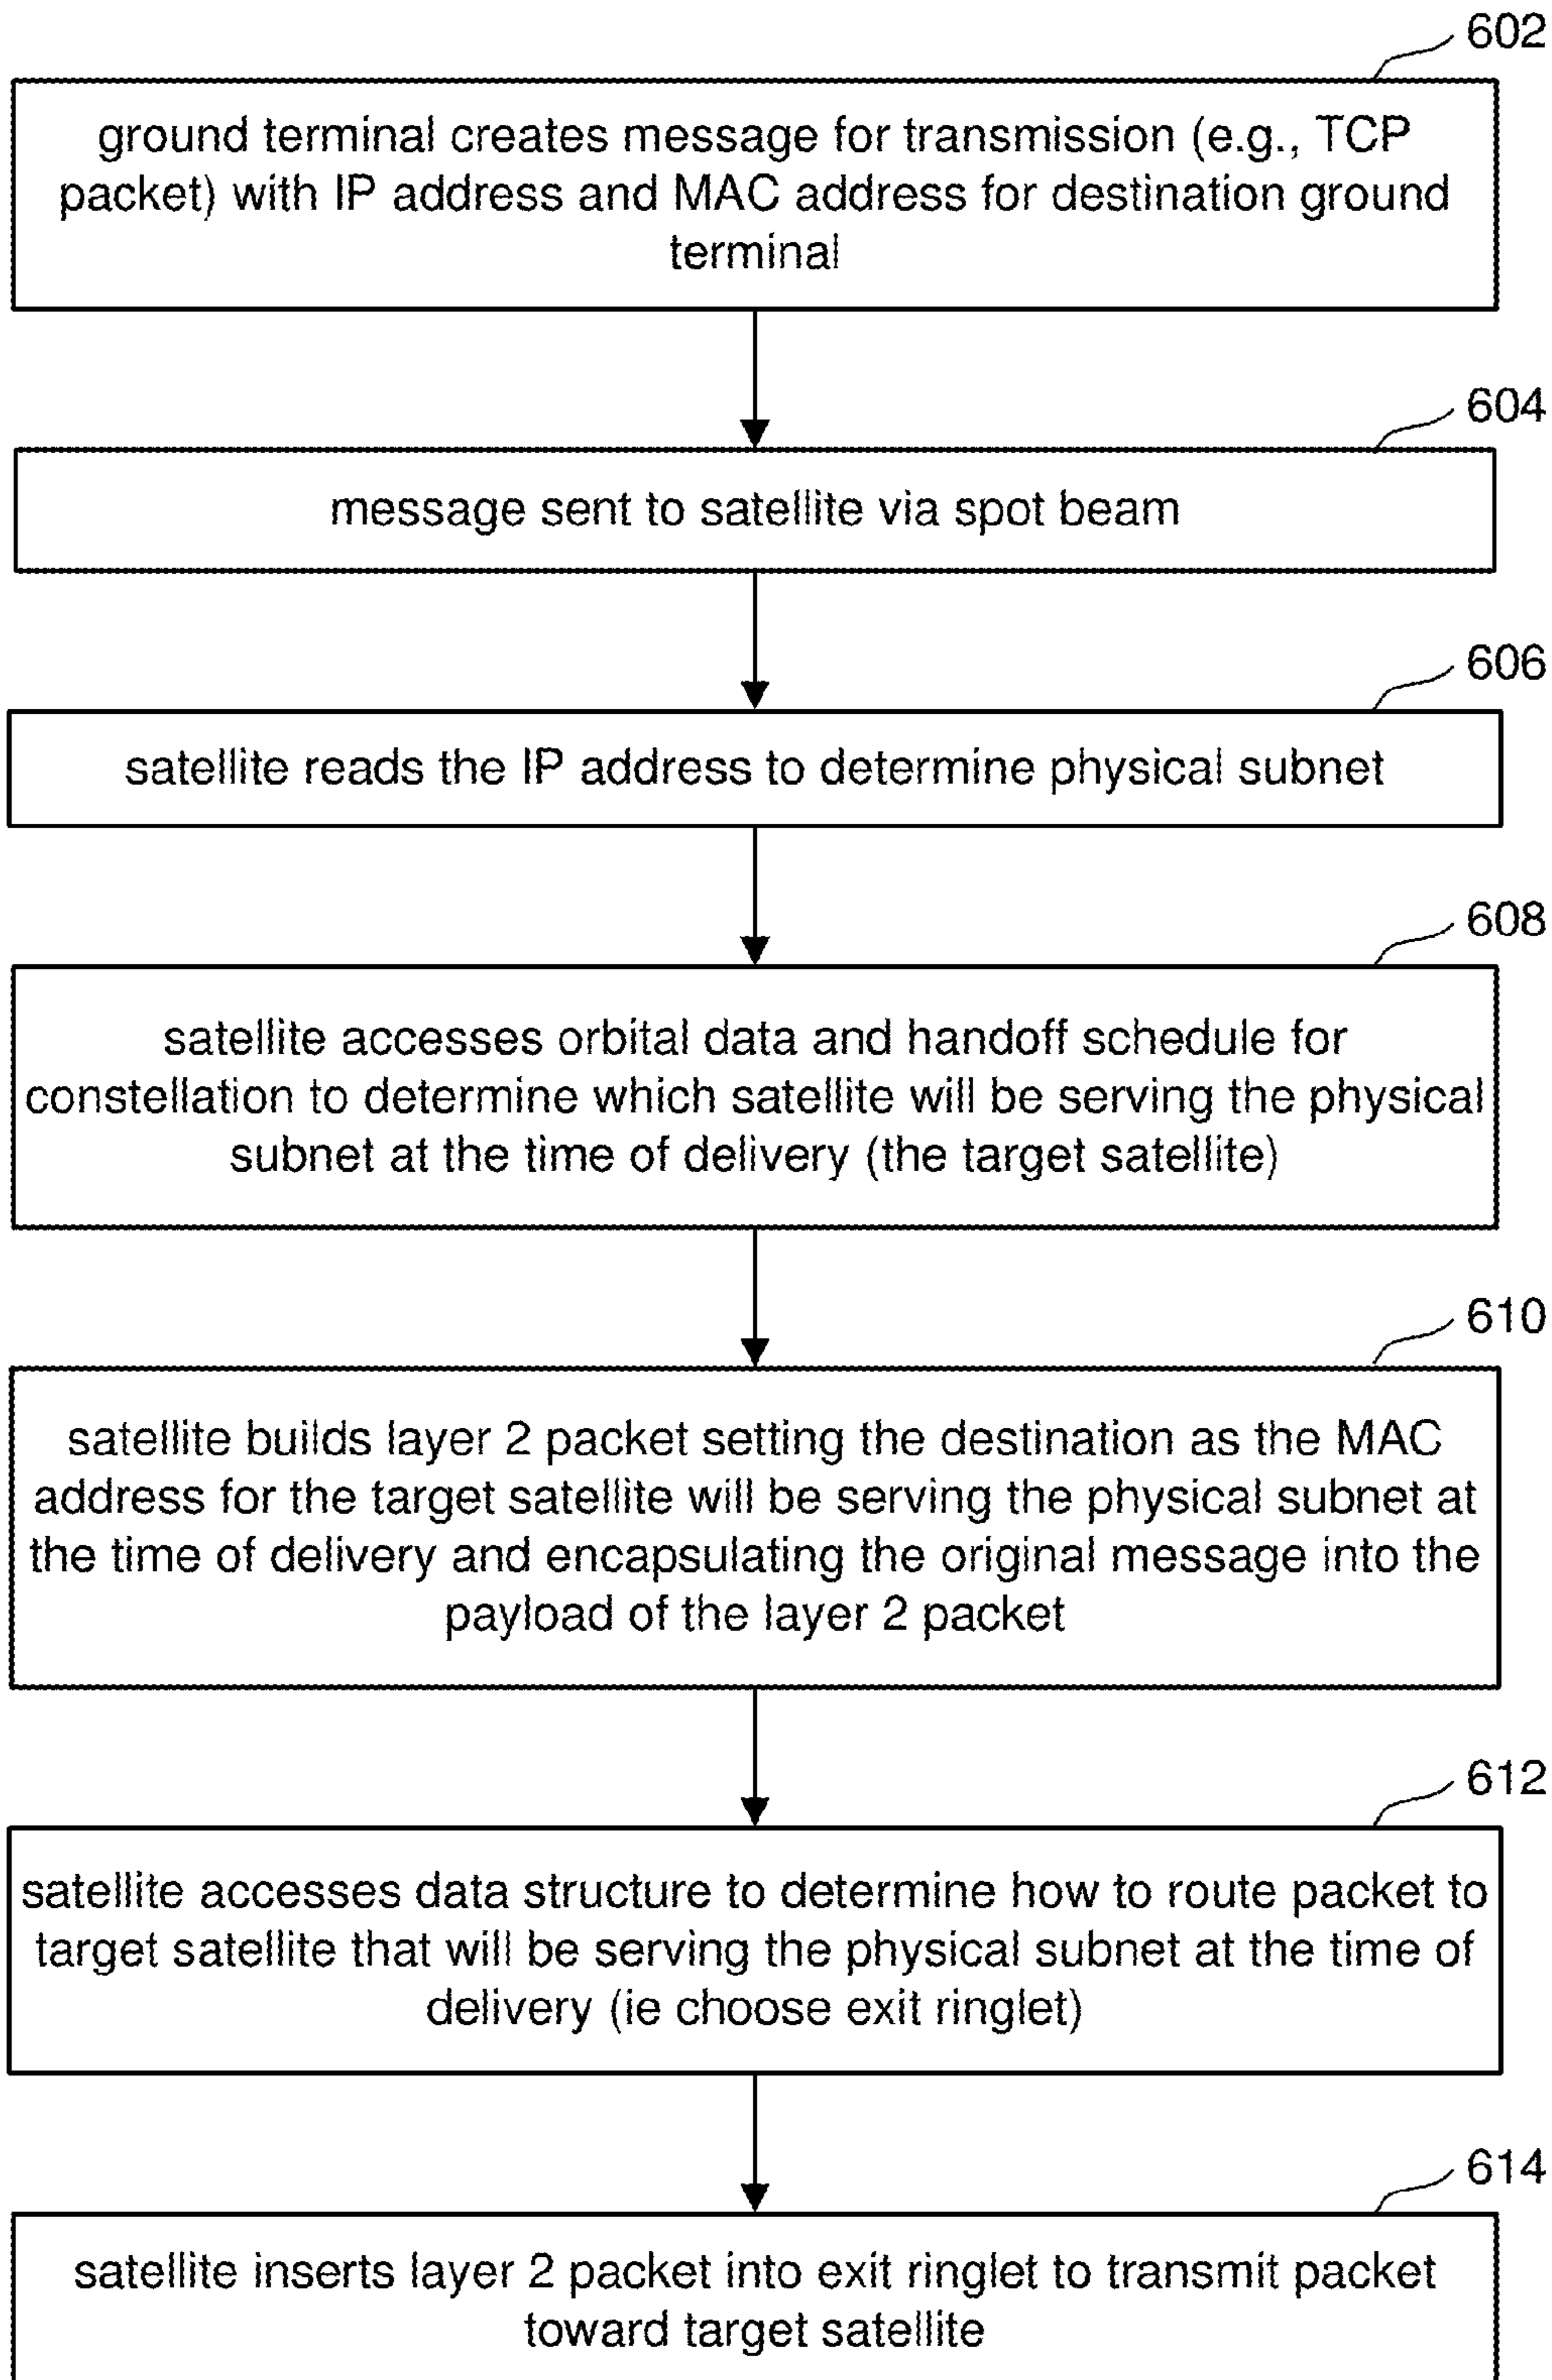 602
ground terminal creates message for transmission (e.g., TCP
packet) with IP address and MAC address for destination ground
terminal
604
message sent to satellite via spot beam
606
satellite reads the IP address to determine physical subnet
608
satellite accesses orbital data and handoff schedule for
constellation to determine which satellite will be serving the physical
subnet at the time of delivery (the target satellite)
610
satellite builds layer 2 packet setting the destination as the MAC
address for the target satellite will be serving the physical subnet at
the time of delivery and encapsulating the original message into the
payload of the layer 2 packet
612
satellite accesses data structure to determine how to route packet to
target satellite that will be serving the physical subnet at the time of
delivery (ie choose exit ringlet)
614
satellite inserts layer 2 packet into exit ringlet to transmit packet
toward target satellite